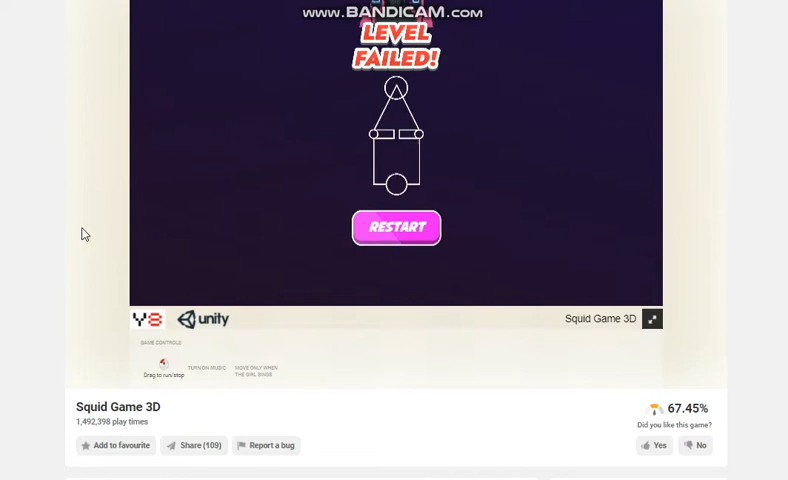 www.BANDICAM.com
LEVEL
FAILED!
RESTART
Y8 unity Squid Game 3D
GAME CONTROLS
Drag to run/stop TURN ON MUSIC MOVE ONLY WHEN
THE GIRL SINGS
Squid Game 3D 67.45%
1,492,398 play times Did you like this game?
Add to favourite Share (109) Report a bug Yes No